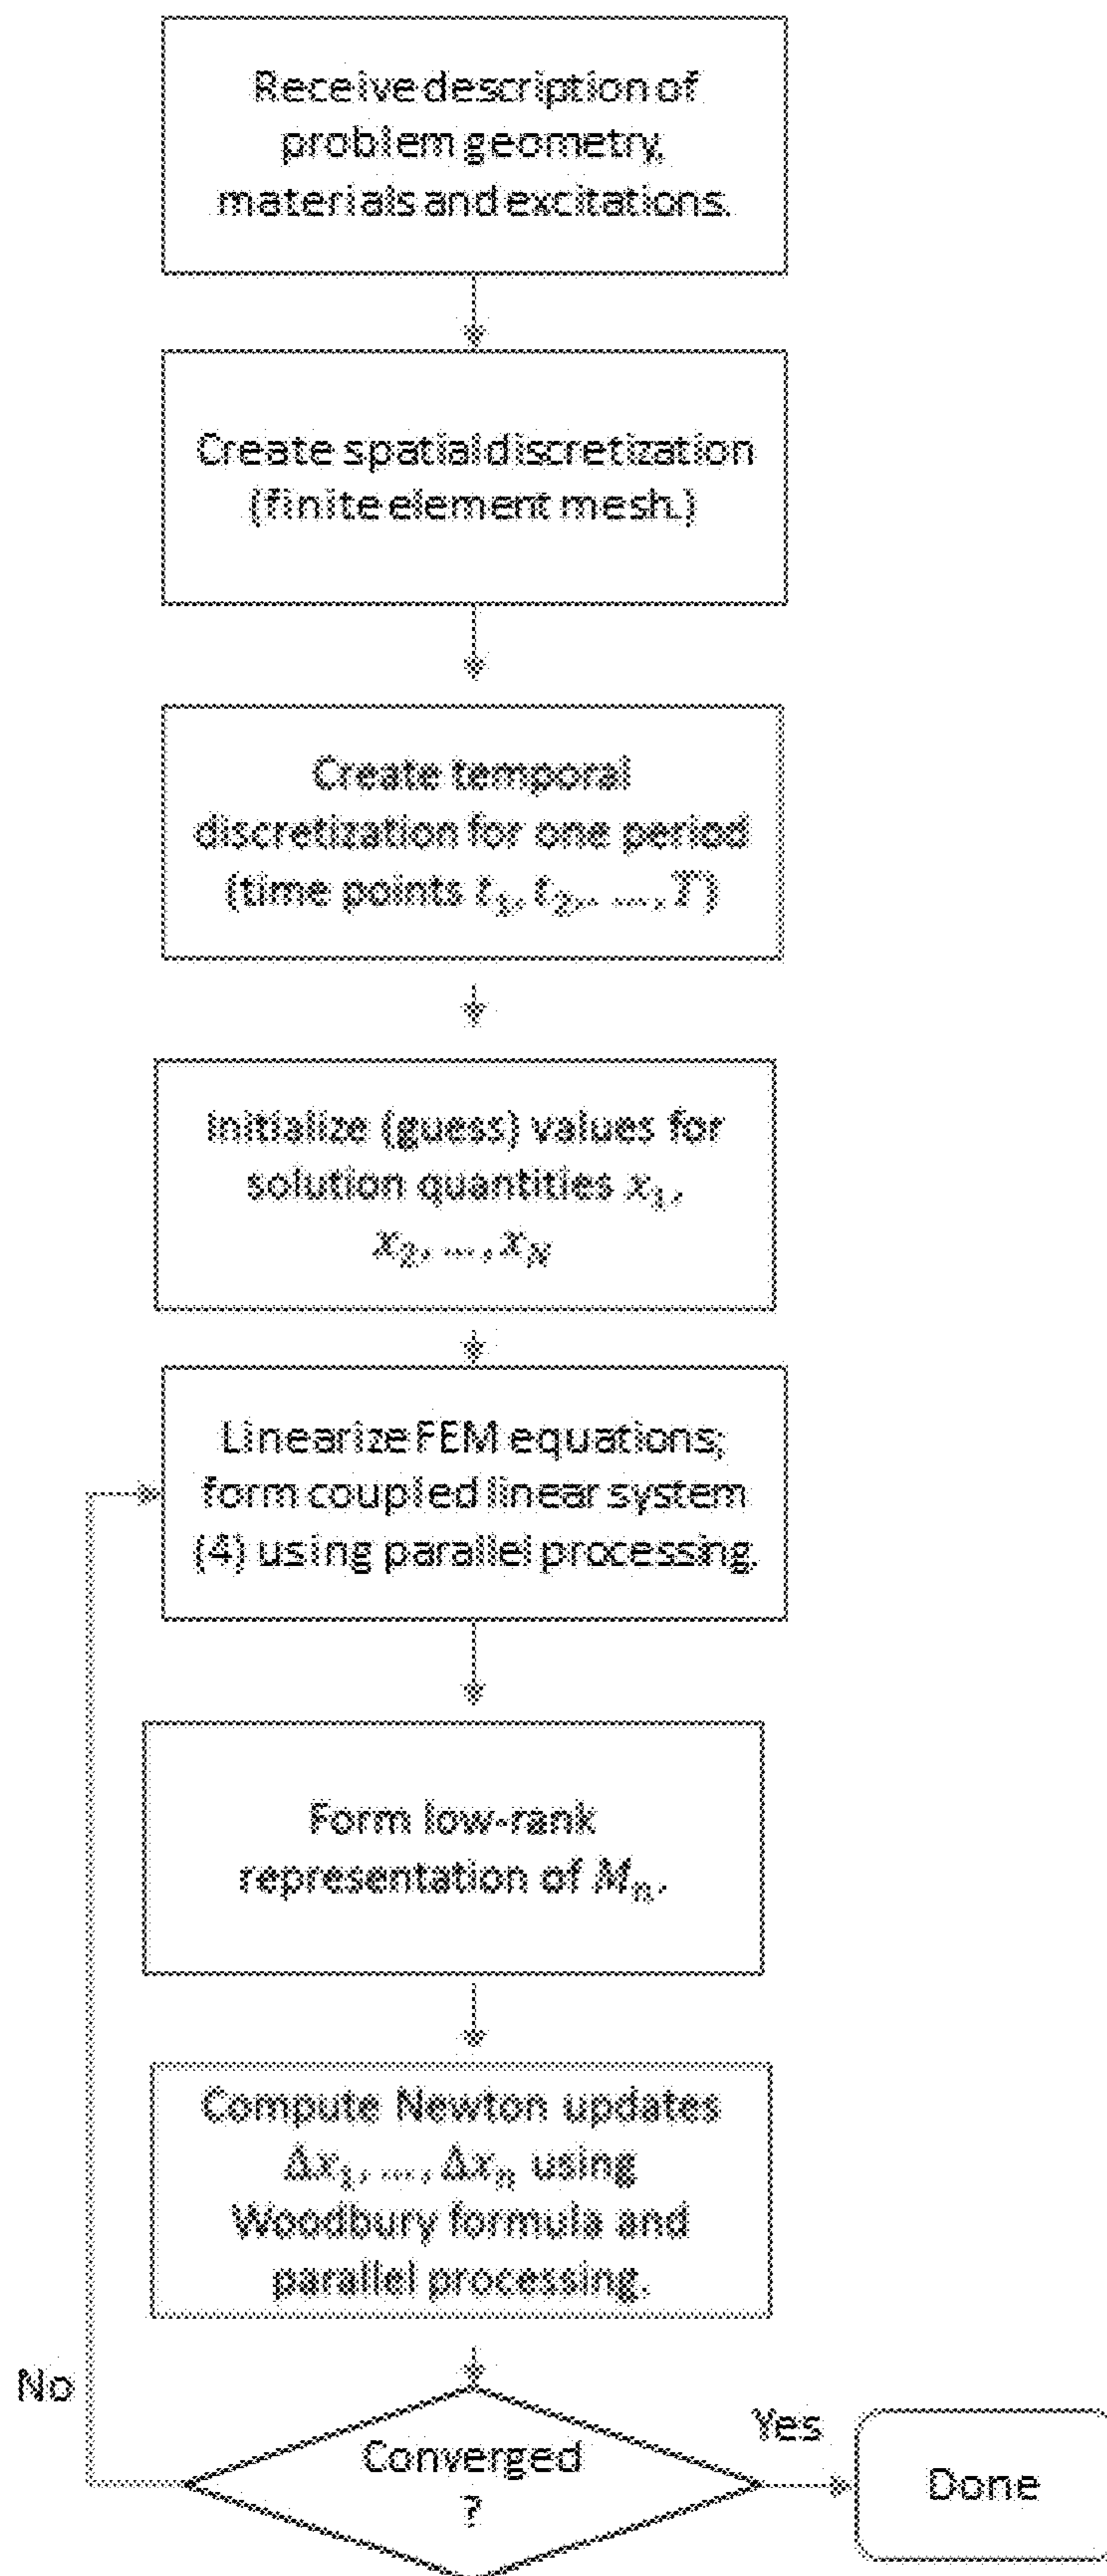 Receive description of
problem geometry,
materials and excitations.
Create spatial discretization
(finite element mesh.)
Create temporal
discretization for one period
(time points t₁, t₂, ..., T)
Initialize (guess) values for
solution quantities x₁,
x₂, ..., x_N
Linearize FEM equations;
form coupled linear system
(4) using parallel processing.
Form low-rank
representation of Mₙ.
Compute Newton updates
Δx₁, ..., Δxₙ using
Woodbury formula and
parallel processing.
No
Converged
?
Yes
Done